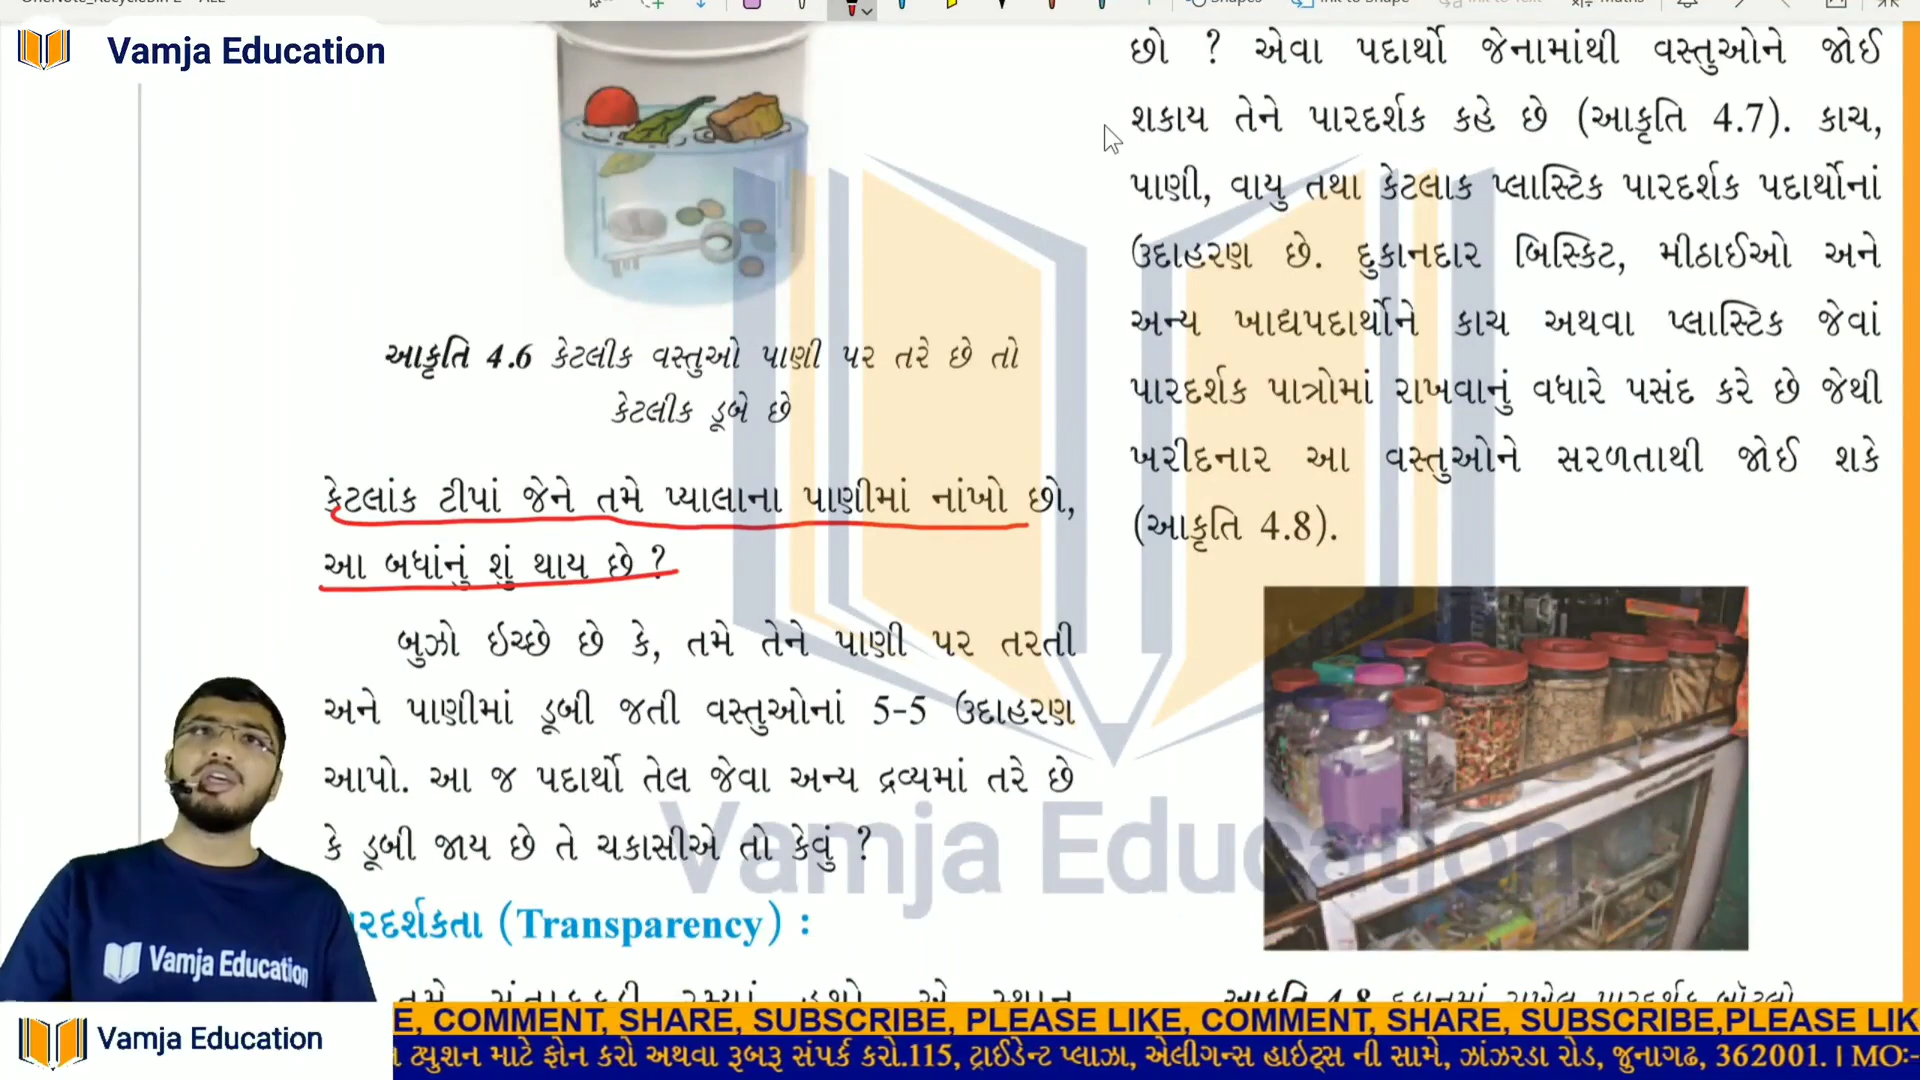 Vamja Education
આકૃતિ 4.6 કેટલીક વસ્તુઓ પાણી પર તરે છે તો
કેટલીક ડૂબે છે
કેટલાંક ટીપાં જેને તમે પ્યાલાના પાણીમાં નાંખો છો,
આ બધાંનું શું થાય છે ?
બુઝો ઇચ્છે છે કે, તમે તેને પાણી પર તરતી
અને પાણીમાં ડૂબી જતી વસ્તુઓનાં 5-5 ઉદાહરણ
આપો. આ જ પદાર્થો તેલ જેવા અન્ય દ્રવ્યમાં તરે છે
કે ડૂબી જાય છે તે ચકાસીએ તો કેવું ?
રદર્શકતા (Transparency) :
છો ? એવા પદાર્થો જેનામાંથી વસ્તુઓને જોઈ
શકાય તેને પારદર્શક કહે છે (આકૃતિ 4.7). કાચ,
પાણી, વાયુ તથા કેટલાક પ્લાસ્ટિક પારદર્શક પદાર્થોનાં
ઉદાહરણ છે. દુકાનદાર બિસ્કિટ, મીઠાઈઓ અને
અન્ય ખાદ્યપદાર્થોને કાચ અથવા પ્લાસ્ટિક જેવાં
પારદર્શક પાત્રોમાં રાખવાનું વધારે પસંદ કરે છે જેથી
ખરીદનાર આ વસ્તુઓને સરળતાથી જોઈ શકે
(આકૃતિ 4.8).
Vamja Education
Vamja Education
Vamja Education
E, COMMENT, SHARE, SUBSCRIBE, PLEASE LIKE, COMMENT, SHARE, SUBSCRIBE,PLEASE LIK
ટ્યુશન માટે ફોન કરો અથવા રૂબરૂ સંપર્ક કરો.115, ટ્રાઈડેન્ટ પ્લાઝા, એલીગન્સ હાઇટ્સ ની સામે, ઝાંઝરડા રોડ, જુનાગઢ, 362001. | MO:-